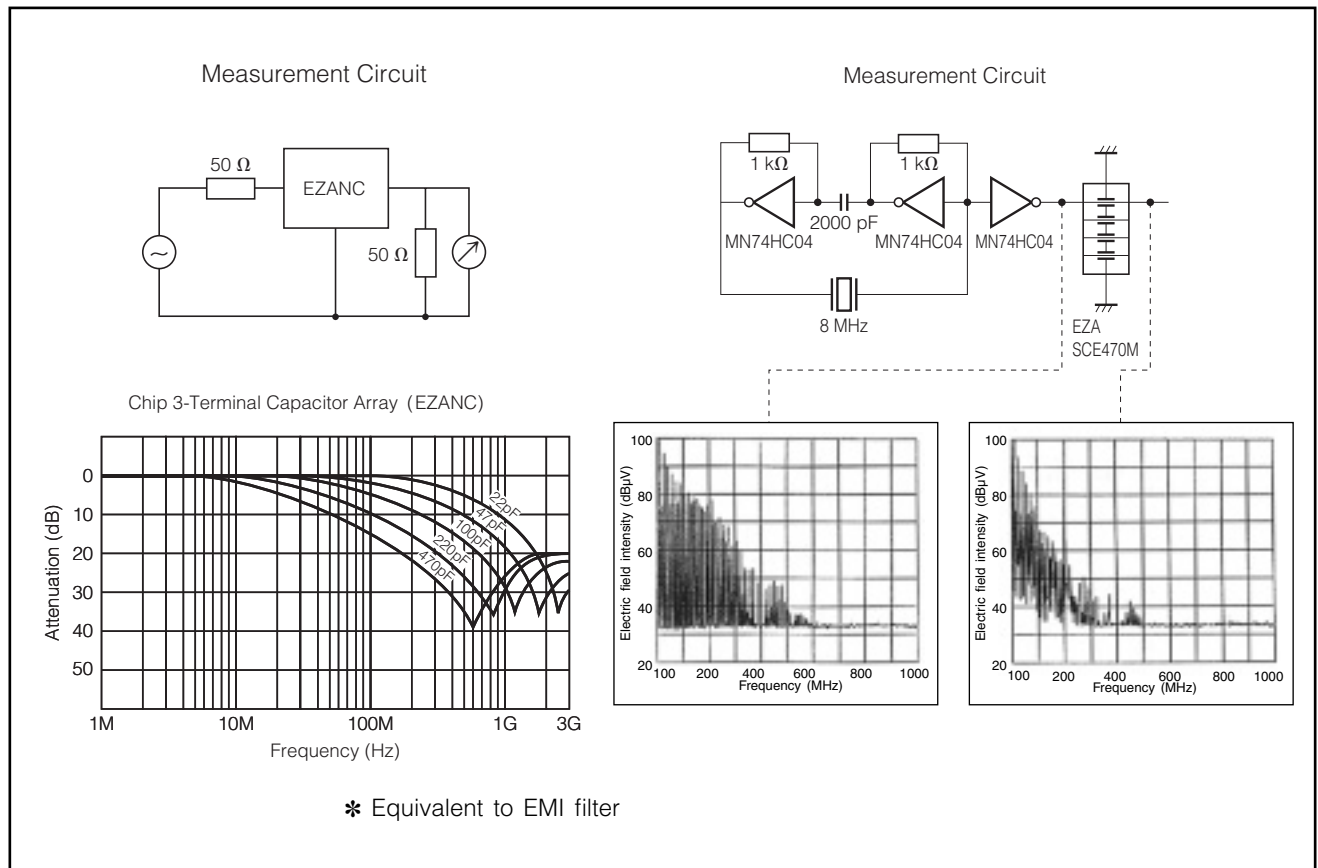 Measurement Circuit
50 Ω
EZANC
50 Ω
Measurement Circuit
1 kΩ
1 kΩ
2000 pF
MN74HC04
MN74HC04
MN74HC04
8 MHz
EZA
SCE470M
Chip 3-Terminal Capacitor Array (EZANC)
Attenuation (dB)
0
10
20
30
40
50
22pF
47pF
100pF
220pF
470pF
1M
10M
100M
1G
3G
Frequency (Hz)
Electric field intensity (dBµV)
100
80
60
40
20
100
200
400
600
800
1000
Frequency (MHz)
Electric field intensity (dBµV)
100
80
60
40
20
100
200
400
600
800
1000
Frequency (MHz)
✽ Equivalent to EMI filter